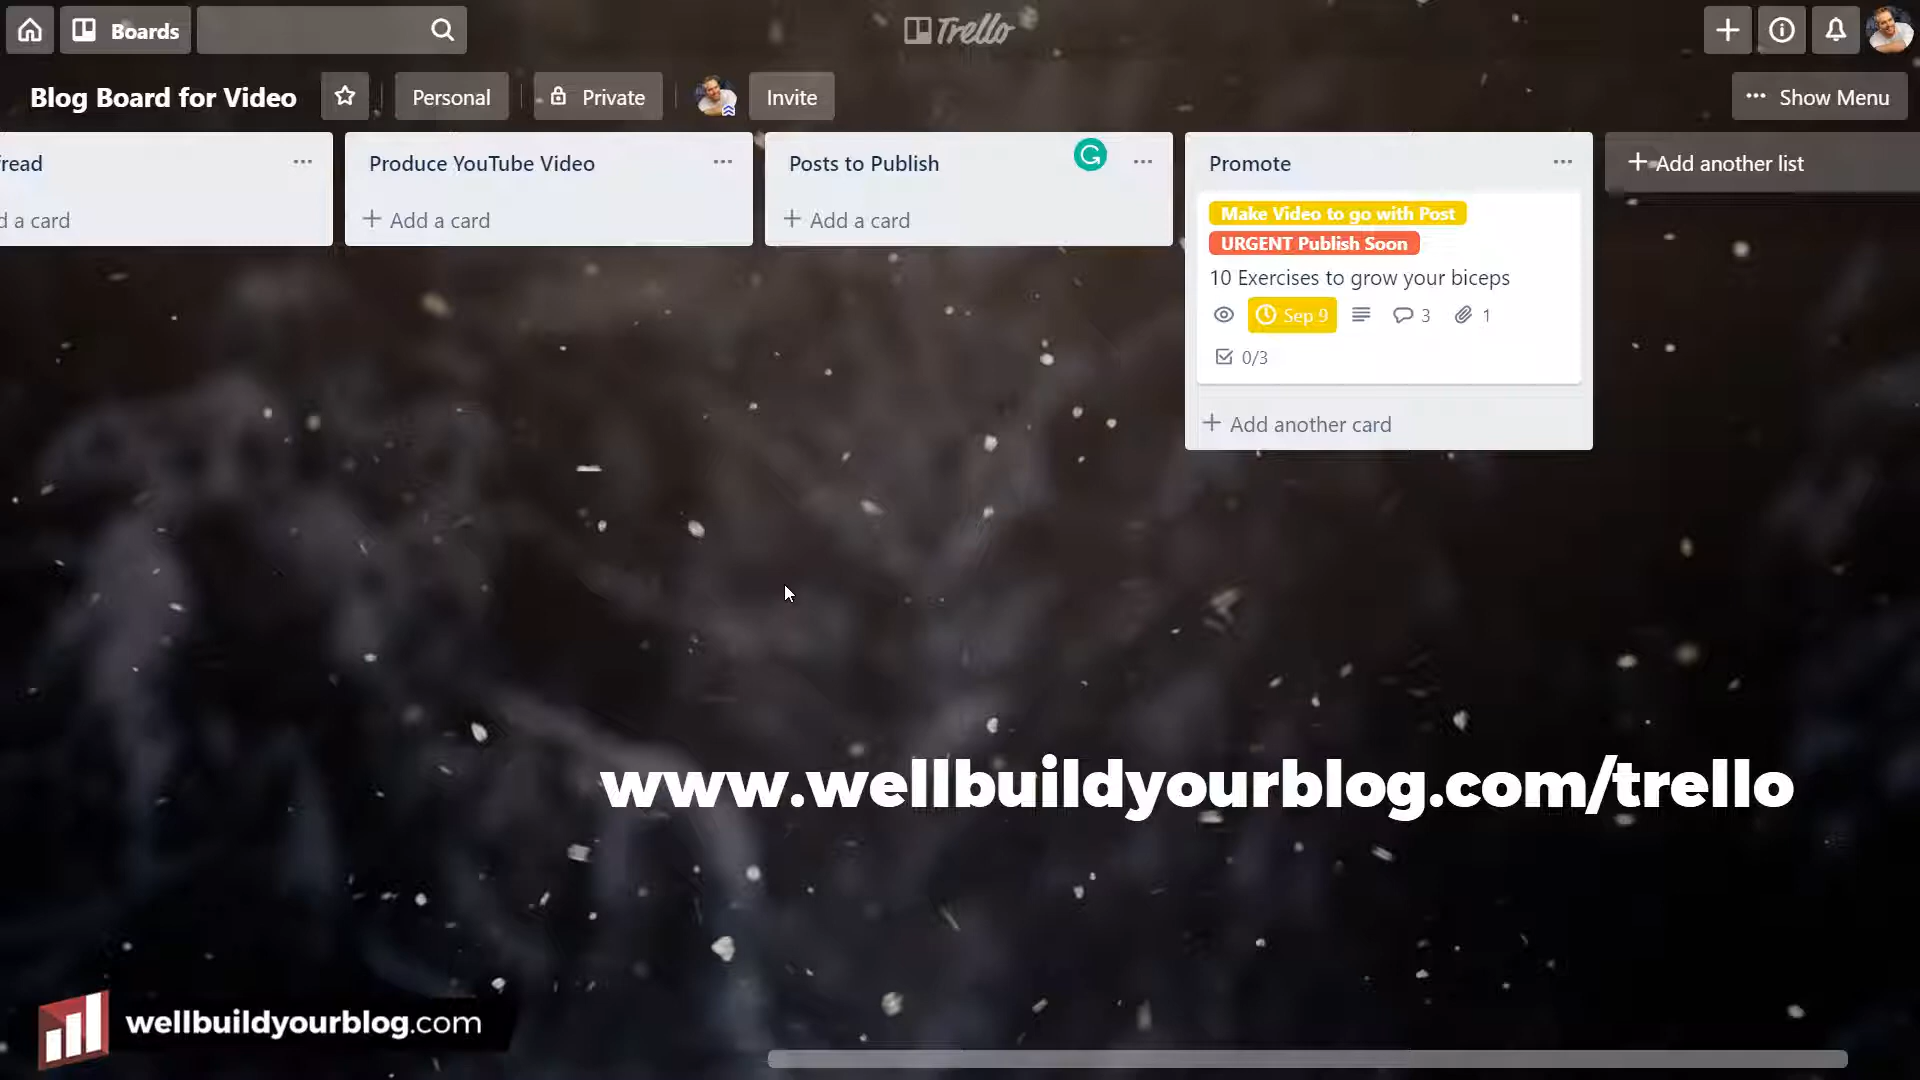 Boards
Trello
Blog Board for Video
Personal
Private
Invite
Show Menu
fread
d a card
Produce YouTube Video
Add a card
Posts to Publish
Add a card
Promote
Make Video to go with Post
URGENT Publish Soon
10 Exercises to grow your biceps
Sep 9
3
1
0/3
Add another card
Add another list
www.wellbuildyourblog.com/trello
wellbuildyourblog.com